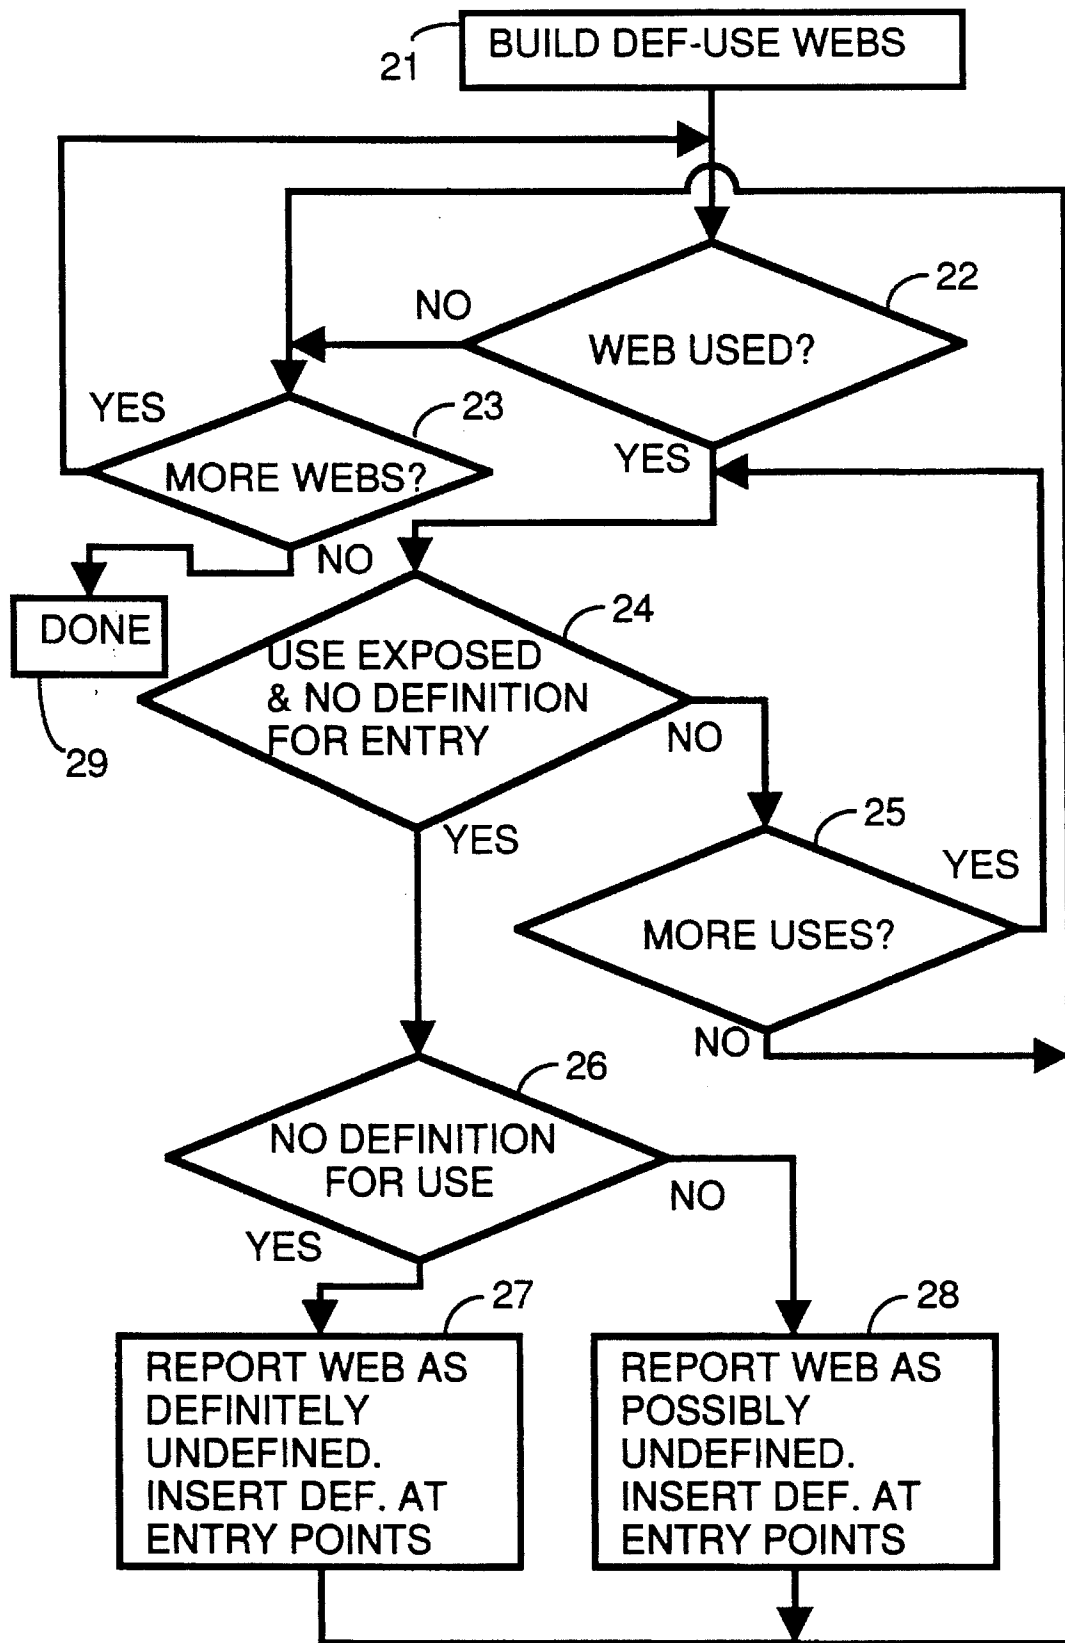 21
BUILD DEF-USE WEBS
22
NO
WEB USED?
YES
23
MORE WEBS?
YES
NO
DONE
29
24
USE EXPOSED
& NO DEFINITION
FOR ENTRY
NO
YES
25
YES
MORE USES?
NO
26
NO DEFINITION
FOR USE
NO
YES
27
REPORT WEB AS
DEFINITELY
UNDEFINED.
INSERT DEF. AT
ENTRY POINTS
28
REPORT WEB AS
POSSIBLY
UNDEFINED.
INSERT DEF. AT
ENTRY POINTS